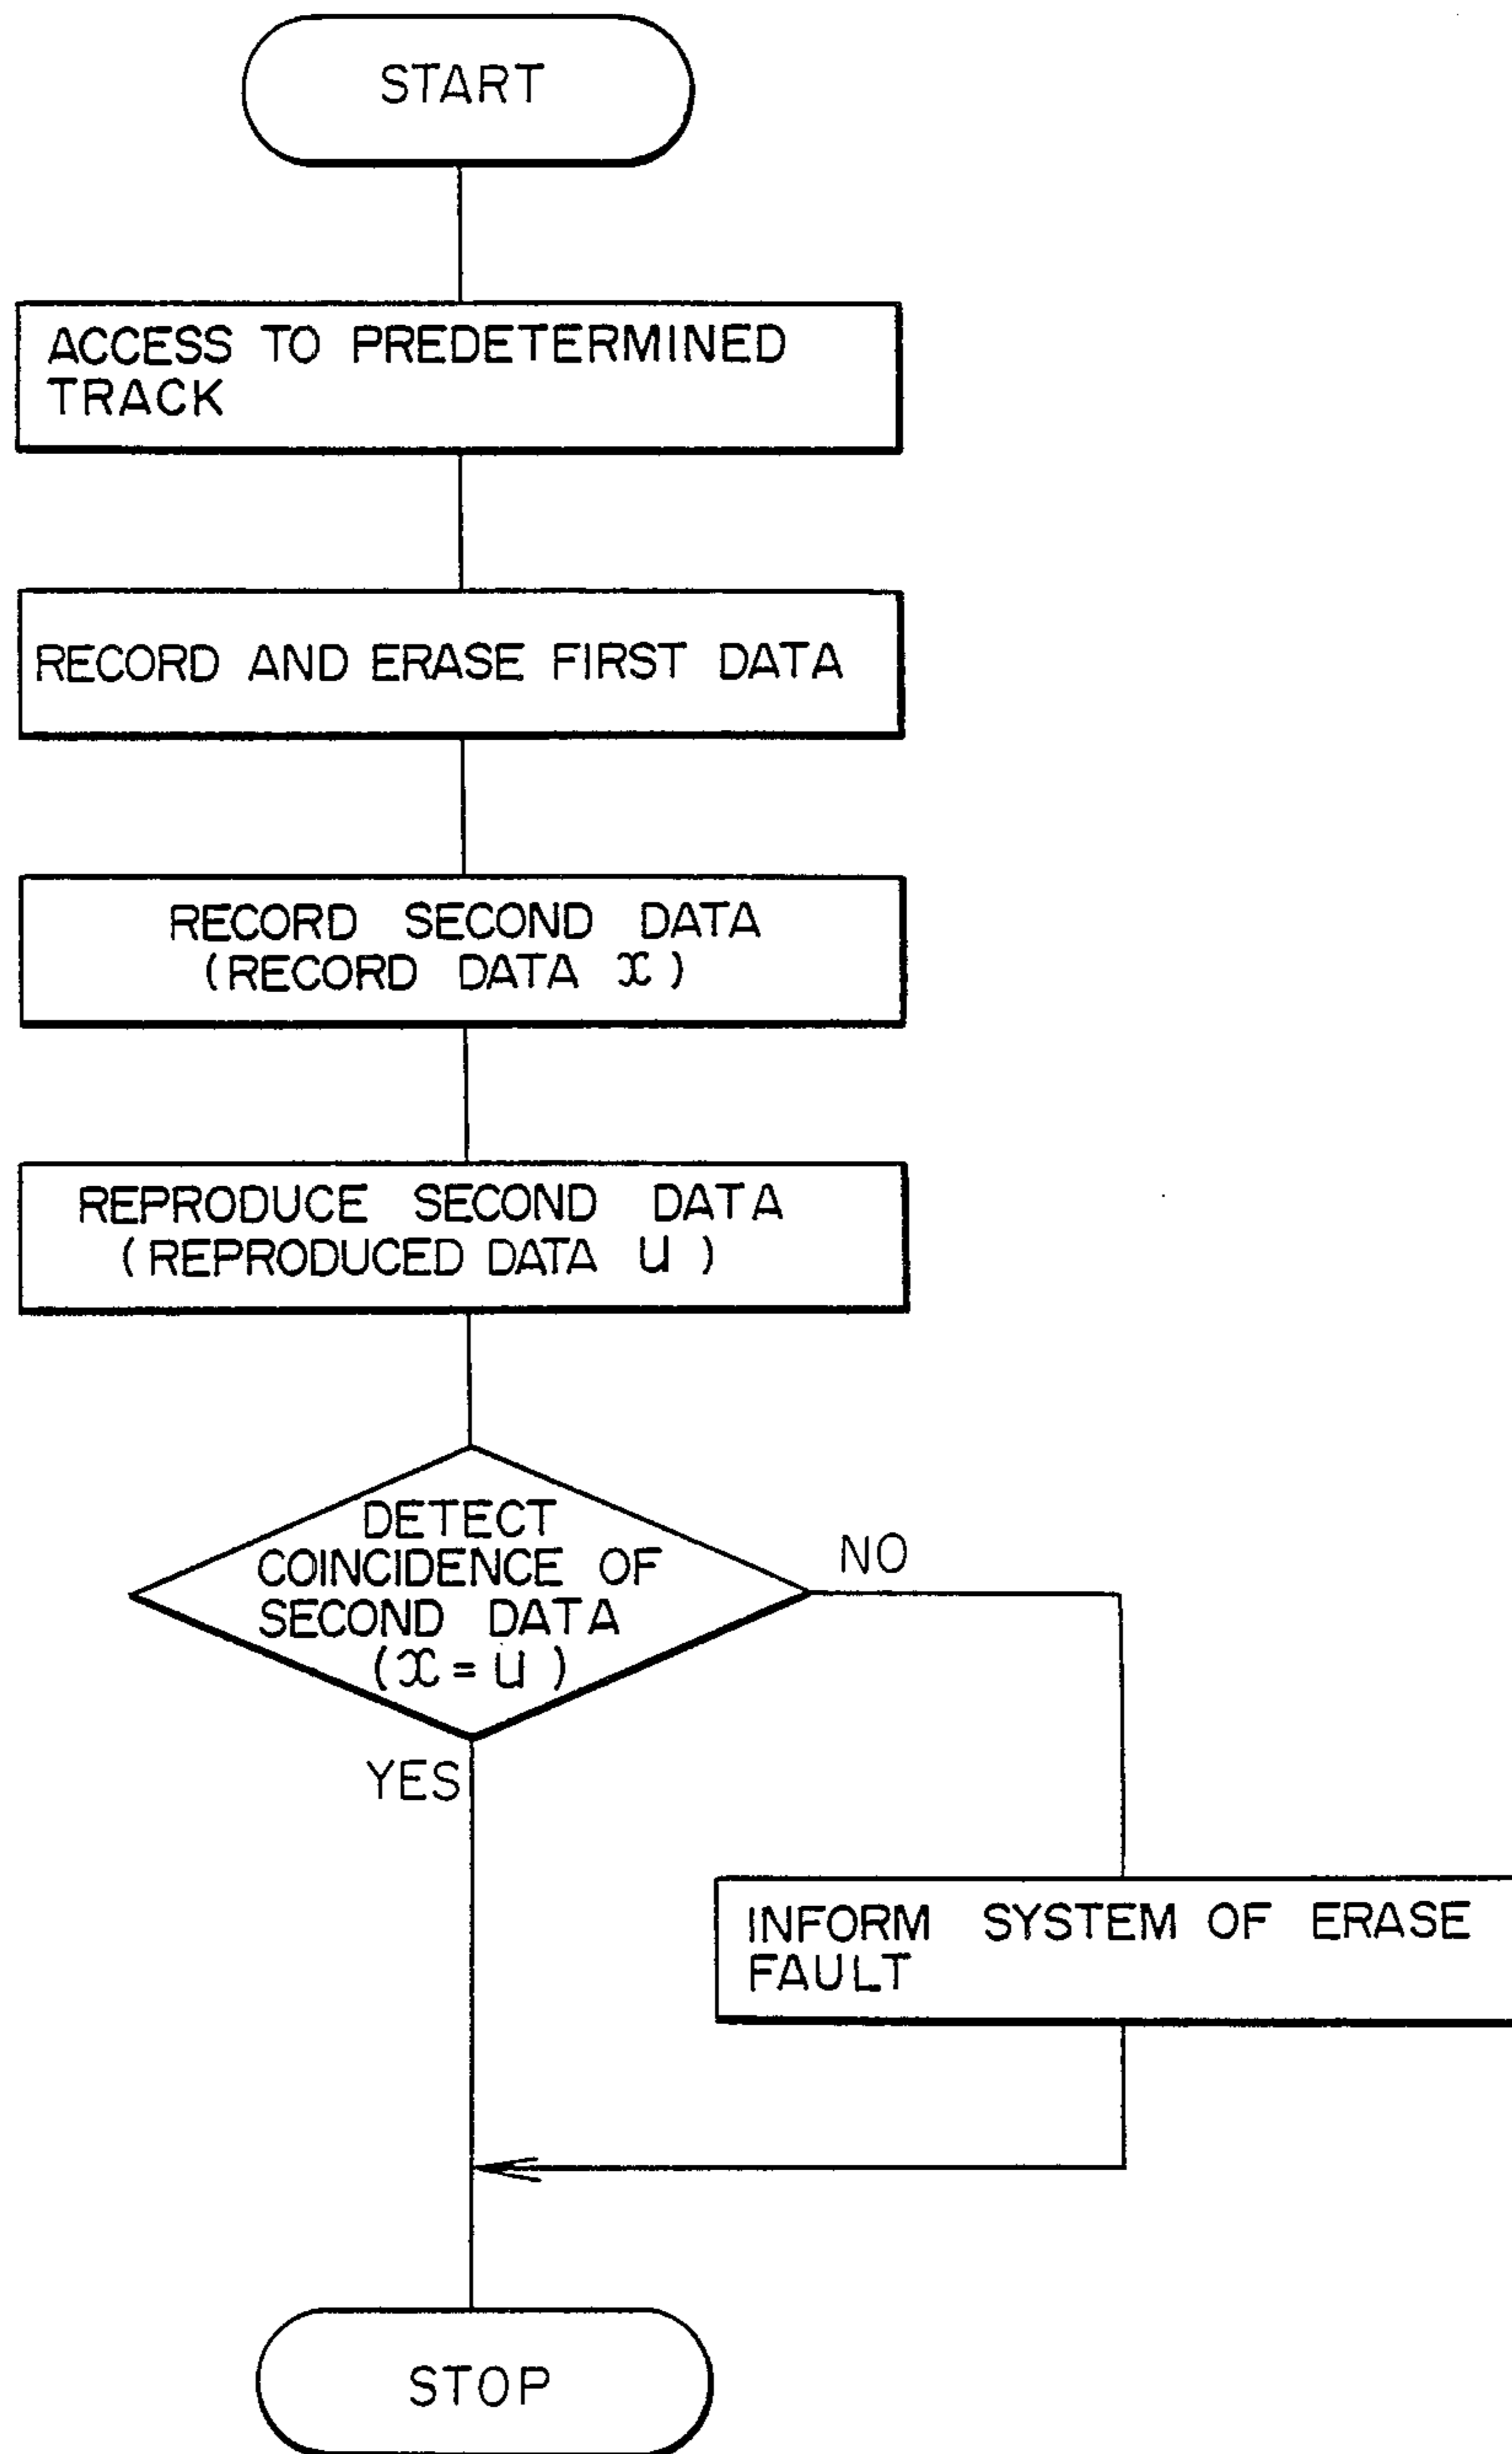 START
ACCESS TO PREDETERMINED
TRACK
RECORD AND ERASE FIRST DATA
RECORD SECOND DATA
(RECORD DATA x)
REPRODUCE SECOND DATA
(REPRODUCED DATA u)
DETECT
COINCIDENCE OF
SECOND DATA
(x=u)
NO
YES
INFORM SYSTEM OF ERASE
FAULT
STOP